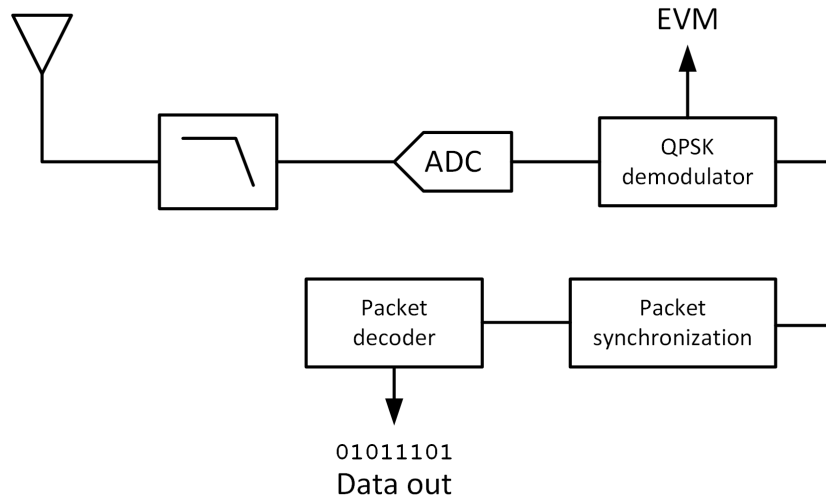 EVM
ADC
QPSK
demodulator
Packet
decoder
Packet
synchronization
01011101
Data out